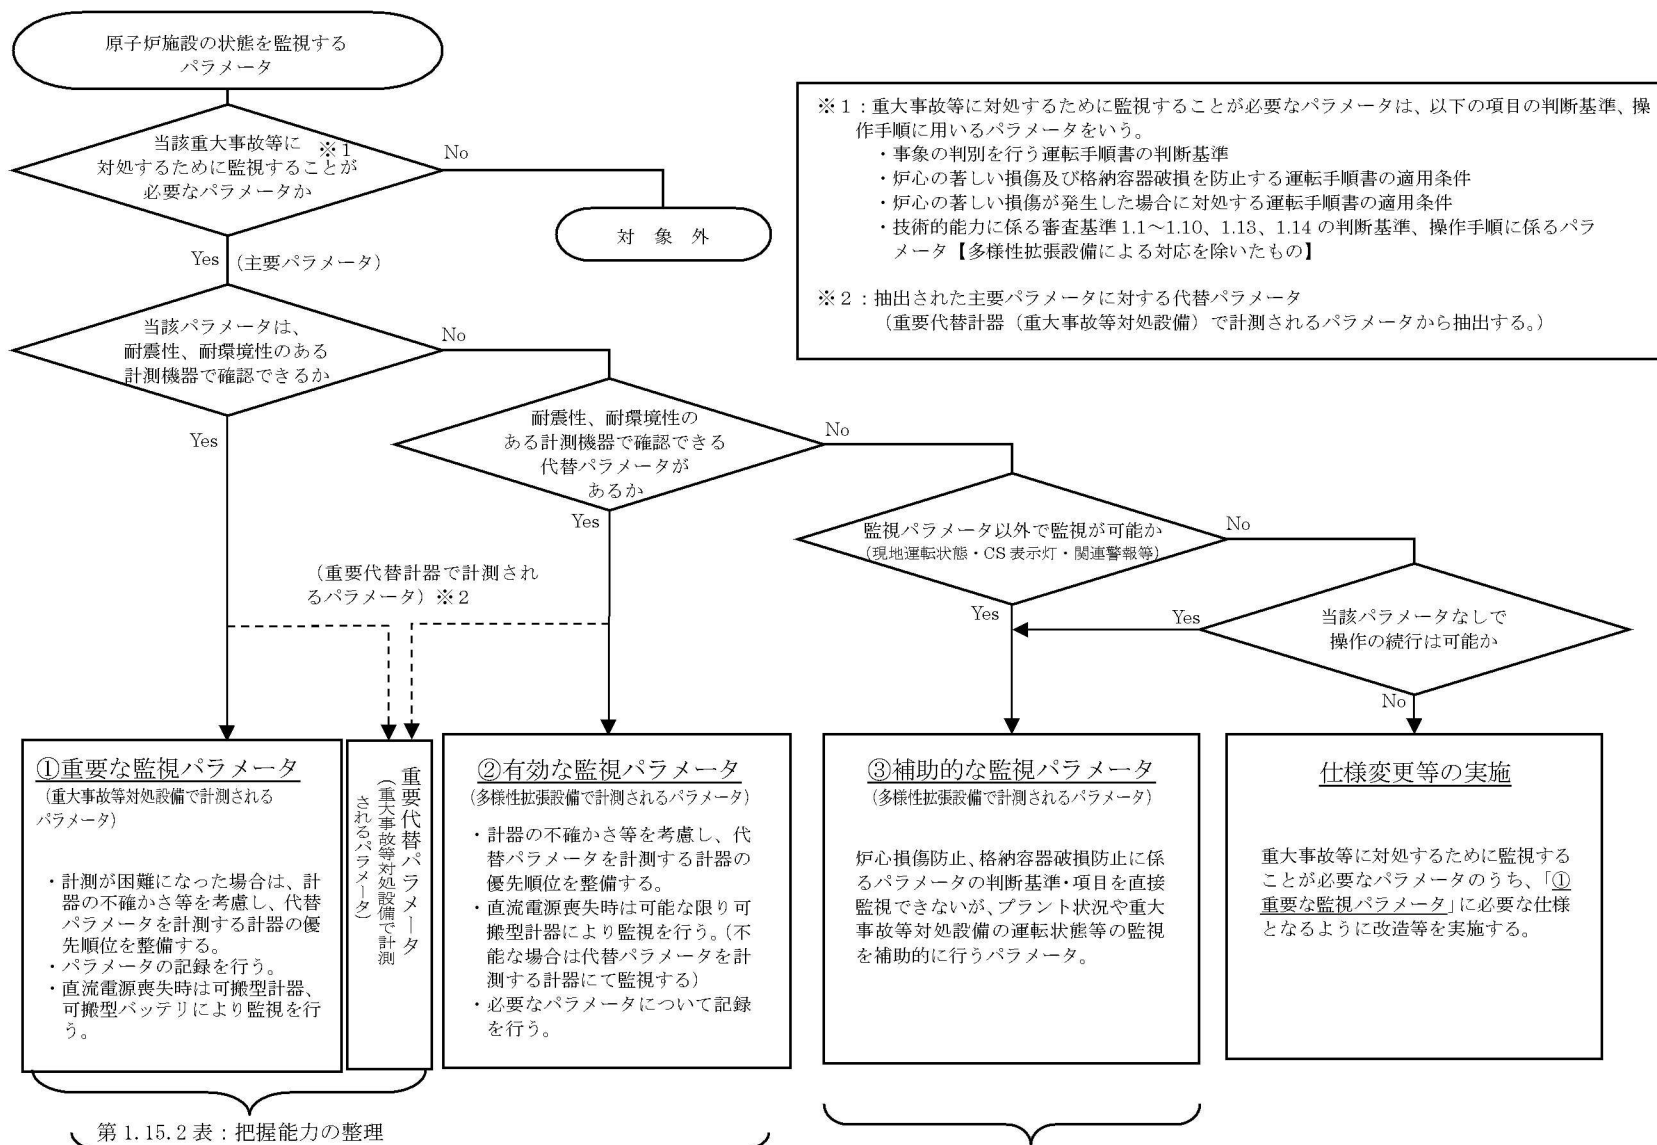 原子炉施設の状態を監視する
パラメータ
当該重大事故等に ※1
対処するために監視することが
必要なパラメータか
No
対 象 外
Yes
(主要パラメータ)
※1：重大事故等に対処するために監視することが必要なパラメータは、以下の項目の判断基準、操
作手順に用いるパラメータをいう。
・事象の判別を行う運転手順書の判断基準
・炉心の著しい損傷及び格納容器破損を防止する運転手順書の適用条件
・炉心の著しい損傷が発生した場合に対処する運転手順書の適用条件
・技術的能力に係る審査基準 1.1～1.10、1.13、1.14 の判断基準、操作手順に係るパラ
メータ【多様性拡張設備による対応を除いたもの】
※2：抽出された主要パラメータに対する代替パラメータ
（重要代替計器（重大事故等対処設備）で計測されるパラメータから抽出する。）
当該パラメータは、
耐震性、耐環境性のある
計測機器で確認できるか
No
Yes
耐震性、耐環境性の
ある計測機器で確認できる
代替パラメータが
あるか
No
Yes
監視パラメータ以外で監視が可能か
（現地運転状態・CS 表示灯・関連警報等）
No
Yes
当該パラメータなしで
操作の続行は可能か
Yes
No
（重要代替計器で計測され
るパラメータ）※2
①重要な監視パラメータ
（重大事故等対処設備で計測される
パラメータ）
・計測が困難になった場合は、計
器の不確かさ等を考慮し、代替
パラメータを計測する計器の優
先順位を整備する。
・パラメータの記録を行う。
・直流電源喪失時は可搬型計器、
可搬型バッテリにより監視を行
う。
重要代替パラメータ
（重大事故等対処設備で計測
されるパラメータ）
②有効な監視パラメータ
（多様性拡張設備で計測されるパラメータ）
・計器の不確かさ等を考慮し、代
替パラメータを計測する計器の
優先順位を整備する。
・直流電源喪失時は可能な限り可
搬型計器により監視を行う。（不
能な場合は代替パラメータを計
測する計器にて監視する）
・必要なパラメータについて記録
を行う。
③補助的な監視パラメータ
（多様性拡張設備で計測されるパラメータ）
炉心損傷防止、格納容器破損防止に係
るパラメータの判断基準・項目を直接
監視できないが、プラント状況や重大
事故等対処設備の運転状態等の監視
を補助的に行うパラメータ。
仕様変更等の実施
重大事故等に対処するために監視する
ことが必要なパラメータのうち、「①
重要な監視パラメータ」に必要な仕様
となるように改造等を実施する。
第 1.15.2 表：把握能力の整理